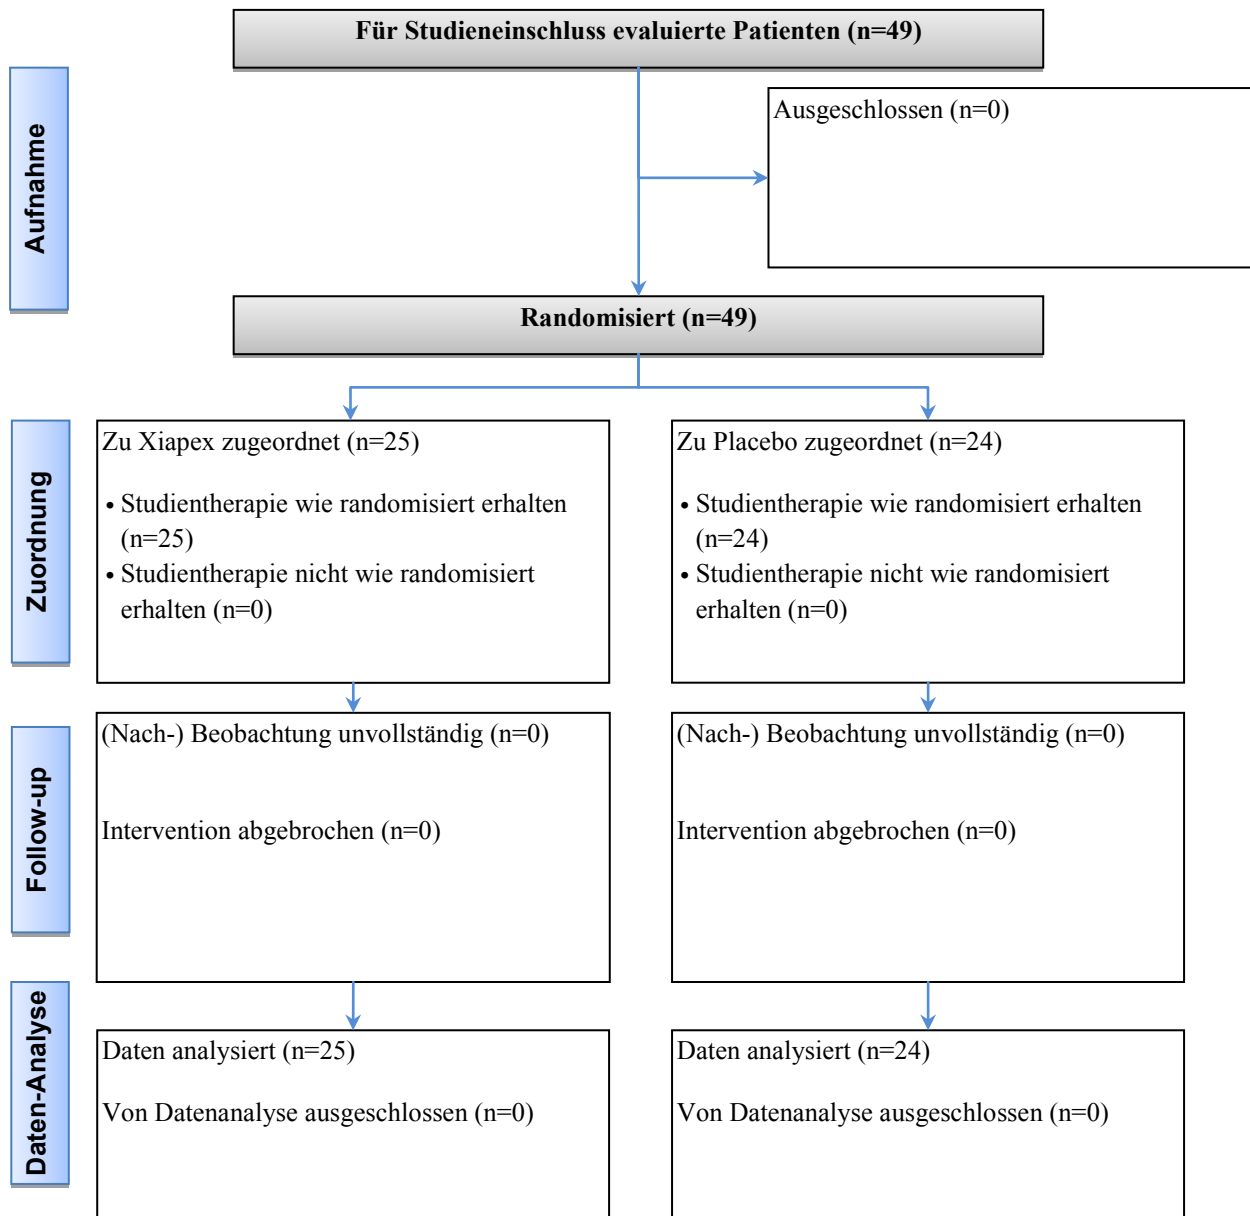 Für Studieneinschluss evaluierte Patienten (n=49)
Aufnahme
Ausgeschlossen (n=0)
Randomisiert (n=49)
Zuordnung
Zu Xiapex zugeordnet (n=25)
• Studientherapie wie randomisiert erhalten
(n=25)
• Studientherapie nicht wie randomisiert
erhalten (n=0)
Zu Placebo zugeordnet (n=24)
• Studientherapie wie randomisiert erhalten
(n=24)
• Studientherapie nicht wie randomisiert
erhalten (n=0)
Follow-up
(Nach-) Beobachtung unvollständig (n=0)
Intervention abgebrochen (n=0)
(Nach-) Beobachtung unvollständig (n=0)
Intervention abgebrochen (n=0)
Daten-Analyse
Daten analysiert (n=25)
Von Datenanalyse ausgeschlossen (n=0)
Daten analysiert (n=24)
Von Datenanalyse ausgeschlossen (n=0)